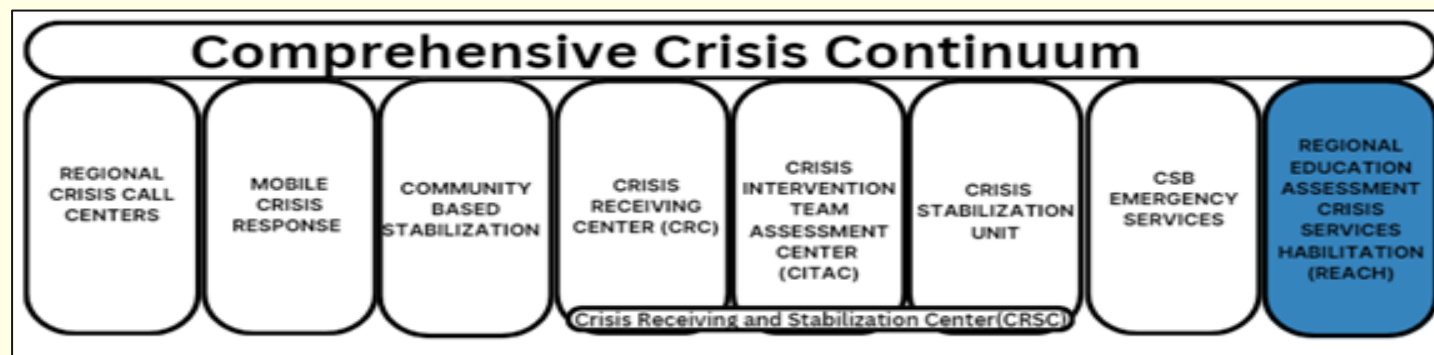 Comprehensive Crisis Continuum
REGIONAL
CRISIS CALL
CENTERS
MOBILE
CRISIS
RESPONSE
COMMUNITY
BASED
STABILIZATION
CRISIS
RECEIVING
CENTER (CRC)
CRISIS
INTERVENTION
TEAM
ASSESSMENT
CENTER
(CITAC)
CRISIS
STABILIZATION
UNIT
CSB
EMERGENCY
SERVICES
REGIONAL
EDUCATION
ASSESSMENT
CRISIS
SERVICES
HABILITATION
(REACH)
Crisis Receiving and Stabilization Center(CRSC)